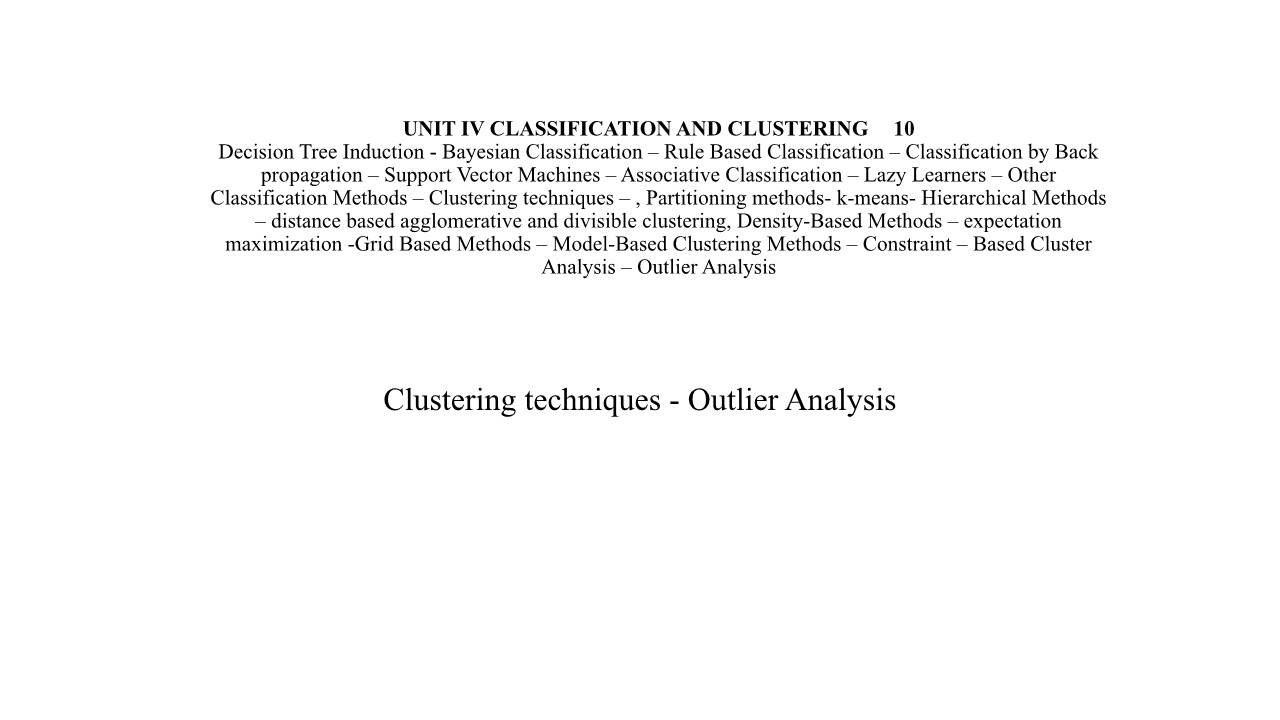 UNIT IV CLASSIFICATION AND CLUSTERING 10
Decision Tree Induction - Bayesian Classification – Rule Based Classification – Classification by Back
propagation – Support Vector Machines – Associative Classification – Lazy Learners – Other
Classification Methods – Clustering techniques – , Partitioning methods- k-means- Hierarchical Methods
– distance based agglomerative and divisible clustering, Density-Based Methods – expectation
maximization -Grid Based Methods – Model-Based Clustering Methods – Constraint – Based Cluster
Analysis – Outlier Analysis
Clustering techniques - Outlier Analysis